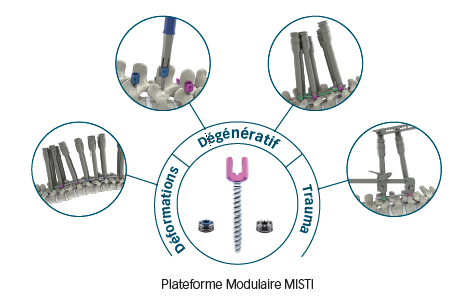 Dégénératif
Déformations
Trauma
Plateforme Modulaire MISTI